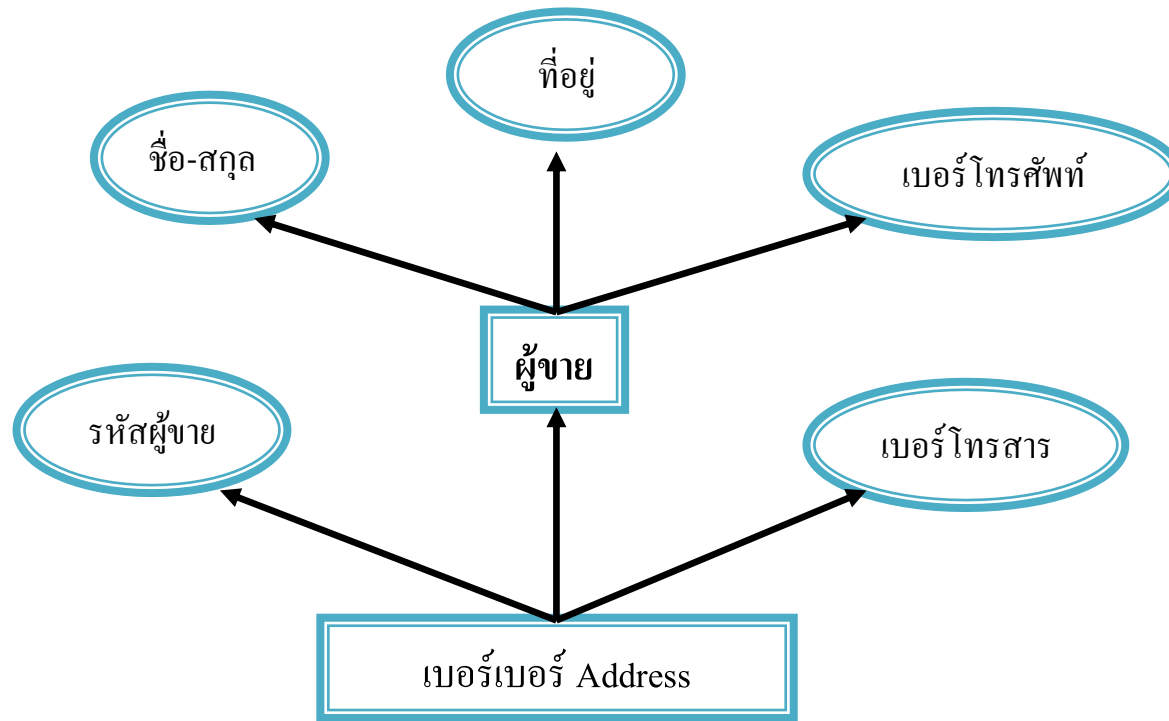 ที่อยู่
ชื่อ-สกุล
เบอร์โทรศัพท์
ผู้ขาย
รหัสผู้ขาย
เบอร์โทรสาร
เบอร์เบอร์ Address